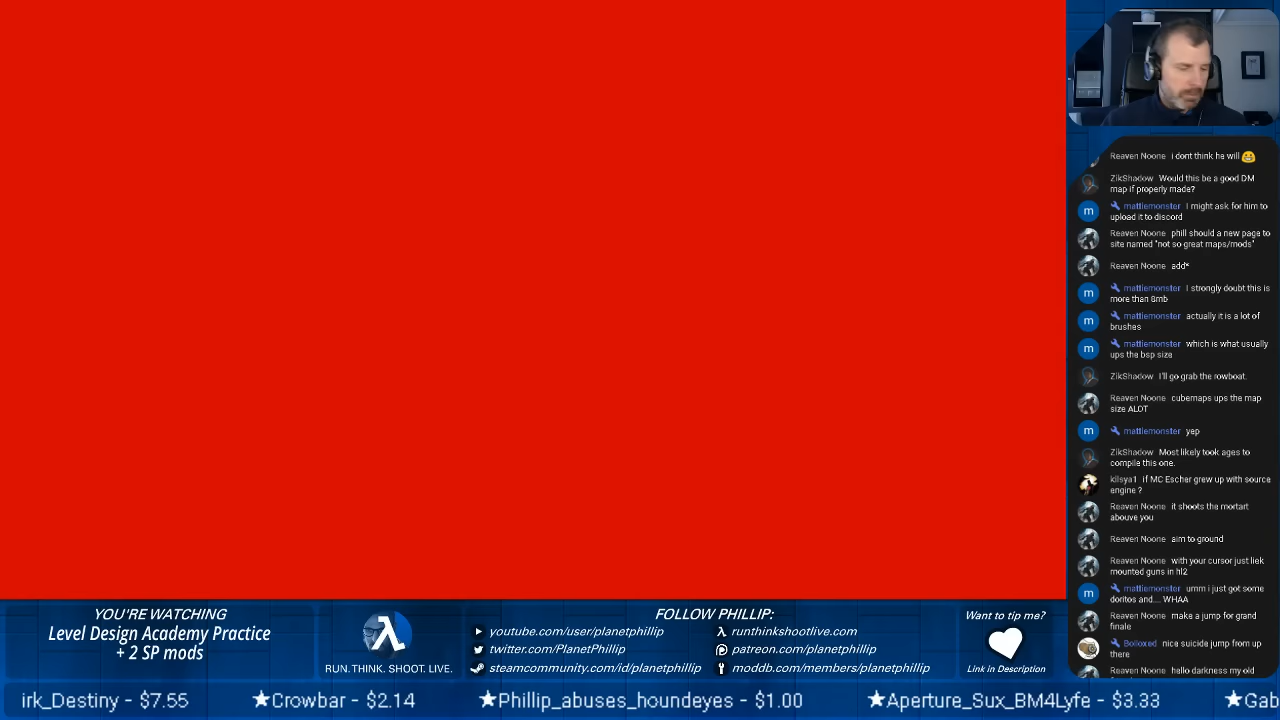 Reaven Noone i dont think he will
ZikShadow Would this be a good DM
map if properly made?
mattiemonster I might ask for him to
upload it to discord
Reaven Noone phill should a new page to
site named "not so great maps/mods"
Reaven Noone add*
mattiemonster I strongly doubt this is
more than 8mb
mattiemonster actually it is a lot of
brushes
mattiemonster which is what usually
ups the bsp size
ZikShadow I'll go grab the rowboat.
Reaven Noone cubemaps ups the map
size ALOT
m mattiemonster yep
ZikShadow Most likely took ages to
compile this one.
kilsya1 if MC Escher grew up with source
engine ?
Reaven Noone it shoots the mortart
abouve you
Reaven Noone aim to ground
Reaven Noone with your cursor just liek
mounted guns in hl2
mattiemonster umm i just got some
doritos and.... WHAA
Reaven Noone make a jump for grand
finale
Bolloxed nice suicide jump from up
there
Reaven Noone hello darkness my old
YOU'RE WATCHING
Level Design Academy Practice
+ 2 SP mods
RUN. THINK. SHOOT. LIVE.
FOLLOW PHILLIP:
youtube.com/user/planetphillip
twitter.com/PlanetPhillip
steamcommunity.com/id/planetphillip
runthinkshootlive.com
patreon.com/planetphillip
moddb.com/members/planetphillip
Want to tip me?
Link in Description
irk_Destiny - $7.55 ★Crowbar - $2.14 ★Phillip_abuses_houndeyes - $1.00 ★Aperture_Sux_BM4Lyfe - $3.33 ★Gab